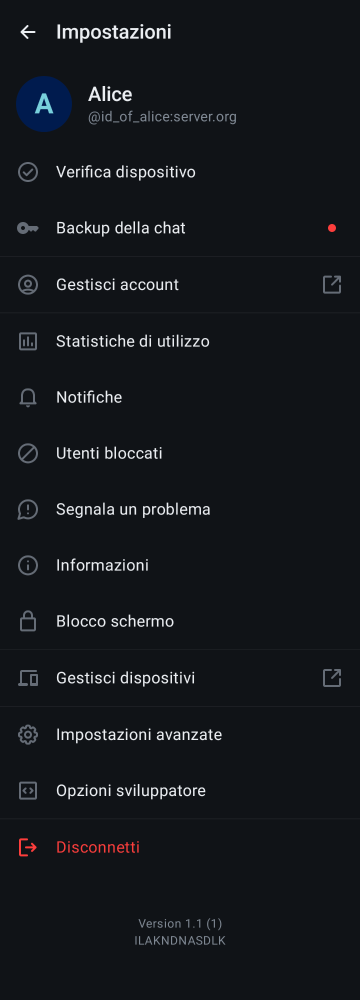 Impostazioni
A
Alice
@id_of_alice:server.org
Verifica dispositivo
Backup della chat
Gestisci account
Statistiche di utilizzo
Notifiche
Utenti bloccati
Segnala un problema
Informazioni
Blocco schermo
Gestisci dispositivi
Impostazioni avanzate
Opzioni sviluppatore
Disconnetti
Version 1.1 (1)
ILAKNDNASDLK